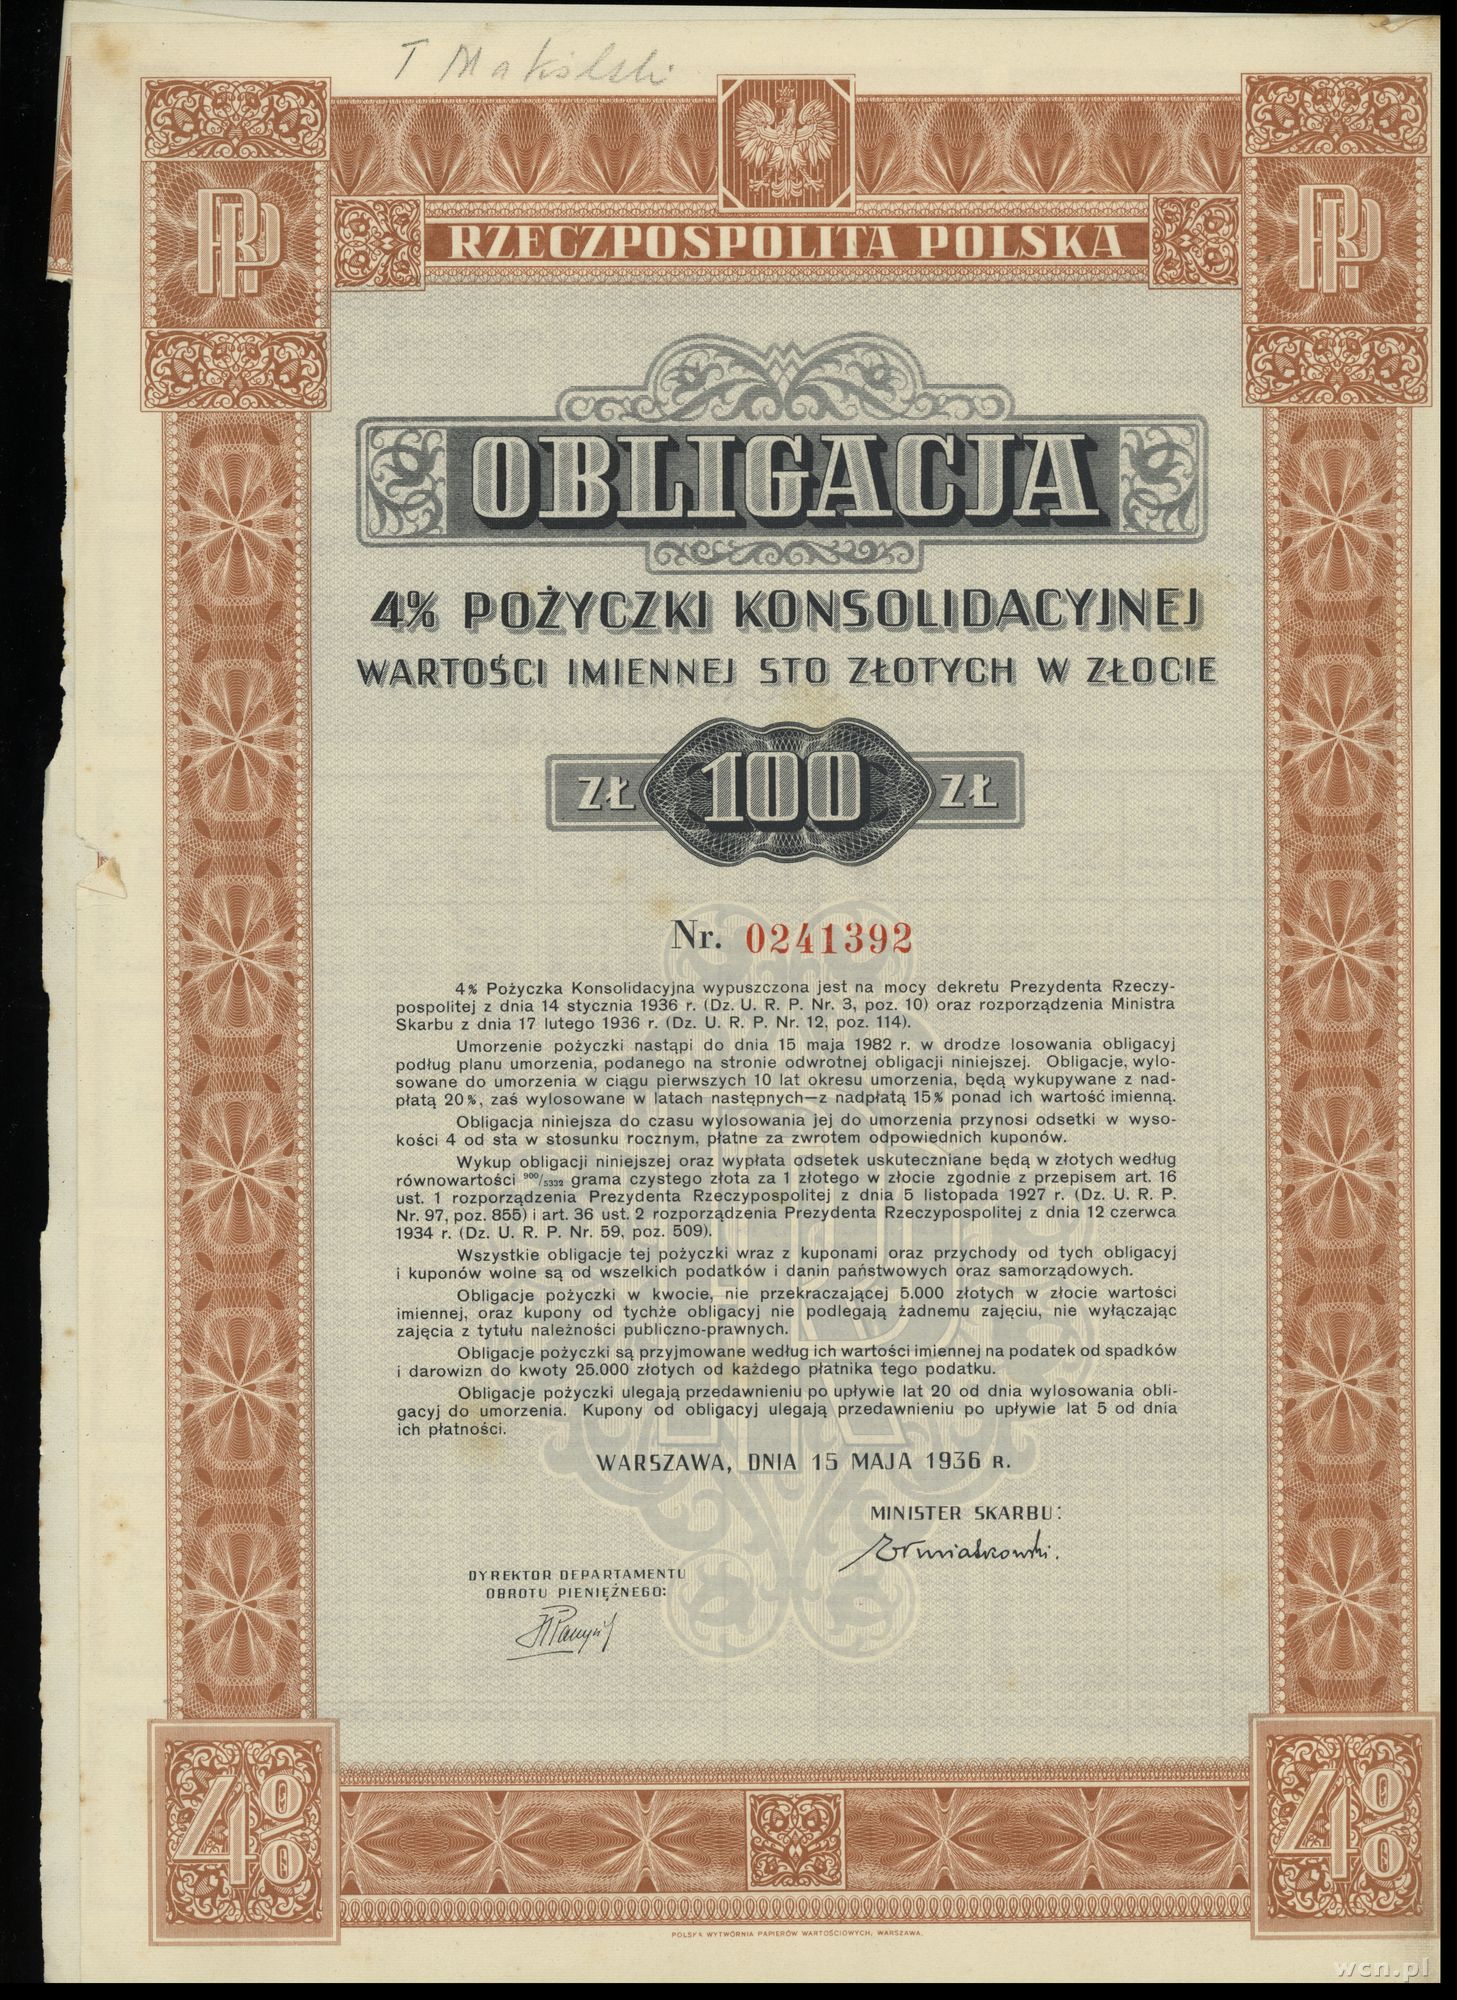 T Makólski
RP
RP
RZECZPOSPOLITA POLSKA
OBLIGACJA
4% POŻYCZKI KONSOLIDACYJNEJ
WARTOŚCI IMIENNEJ STO ZŁOTYCH W ZŁOCIE
ZŁ 100 ZŁ
Nr. 0241392
4% Pożyczka Konsolidacyjna wypuszczona jest na mocy dekretu Prezydenta Rzeczy-
pospolitej z dnia 14 stycznia 1936 r. (Dz. U. R. P. Nr. 3, poz. 10) oraz rozporządzenia Ministra
Skarbu z dnia 17 lutego 1936 r. (Dz. U. R. P. Nr. 12, poz. 114).
Umorzenie pożyczki nastąpi do dnia 15 maja 1982 r. w drodze losowania obligacyj
podług planu umorzenia, podanego na stronie odwrotnej obligacji niniejszej. Obligacje, wylo-
sowane do umorzenia w ciągu pierwszych 10 lat okresu umorzenia, będą wykupywane z nad-
płatą 20%, zaś wylosowane w latach następnych—z nadpłatą 15% ponad ich wartość imienną.
Obligacja niniejsza do czasu wylosowania jej do umorzenia przynosi odsetki w wyso-
kości 4 od sta w stosunku rocznym, płatne za zwrotem odpowiednich kuponów.
Wykup obligacji niniejszej oraz wypłata odsetek uskuteczniane będą w złotych według
równowartości 900/5332 grama czystego złota za 1 złotego w złocie zgodnie z przepisem art. 16
ust. 1 rozporządzenia Prezydenta Rzeczypospolitej z dnia 5 listopada 1927 r. (Dz. U. R. P.
Nr. 97, poz. 855) i art. 36 ust. 2 rozporządzenia Prezydenta Rzeczypospolitej z dnia 12 czerwca
1934 r. (Dz. U. R. P. Nr. 59, poz. 509).
Wszystkie obligacje tej pożyczki wraz z kuponami oraz przychody od tych obligacyj
i kuponów wolne są od wszelkich podatków i danin państwowych oraz samorządowych.
Obligacje pożyczki w kwocie, nie przekraczającej 5.000 złotych w złocie wartości
imiennej, oraz kupony od tychże obligacyj nie podlegają żadnemu zajęciu, nie wyłączając
zajęcia z tytułu należności publiczno-prawnych.
Obligacje pożyczki są przyjmowane według ich wartości imiennej na podatek od spadków
i darowizn do kwoty 25.000 złotych od każdego płatnika tego podatku.
Obligacje pożyczki ulegają przedawnieniu po upływie lat 20 od dnia wylosowania obli-
gacyj do umorzenia. Kupony od obligacyj ulegają przedawnieniu po upływie lat 5 od dnia
ich płatności.
WARSZAWA, DNIA 15 MAJA 1936 R.
MINISTER SKARBU:
EKwiatkowski.
DYREKTOR DEPARTAMENTU
OBROTU PIENIĘŻNEGO:
4%
4%
POLSKA WYTWÓRNIA PAPIERÓW WARTOŚCIOWYCH, WARSZAWA.
wcn.pl